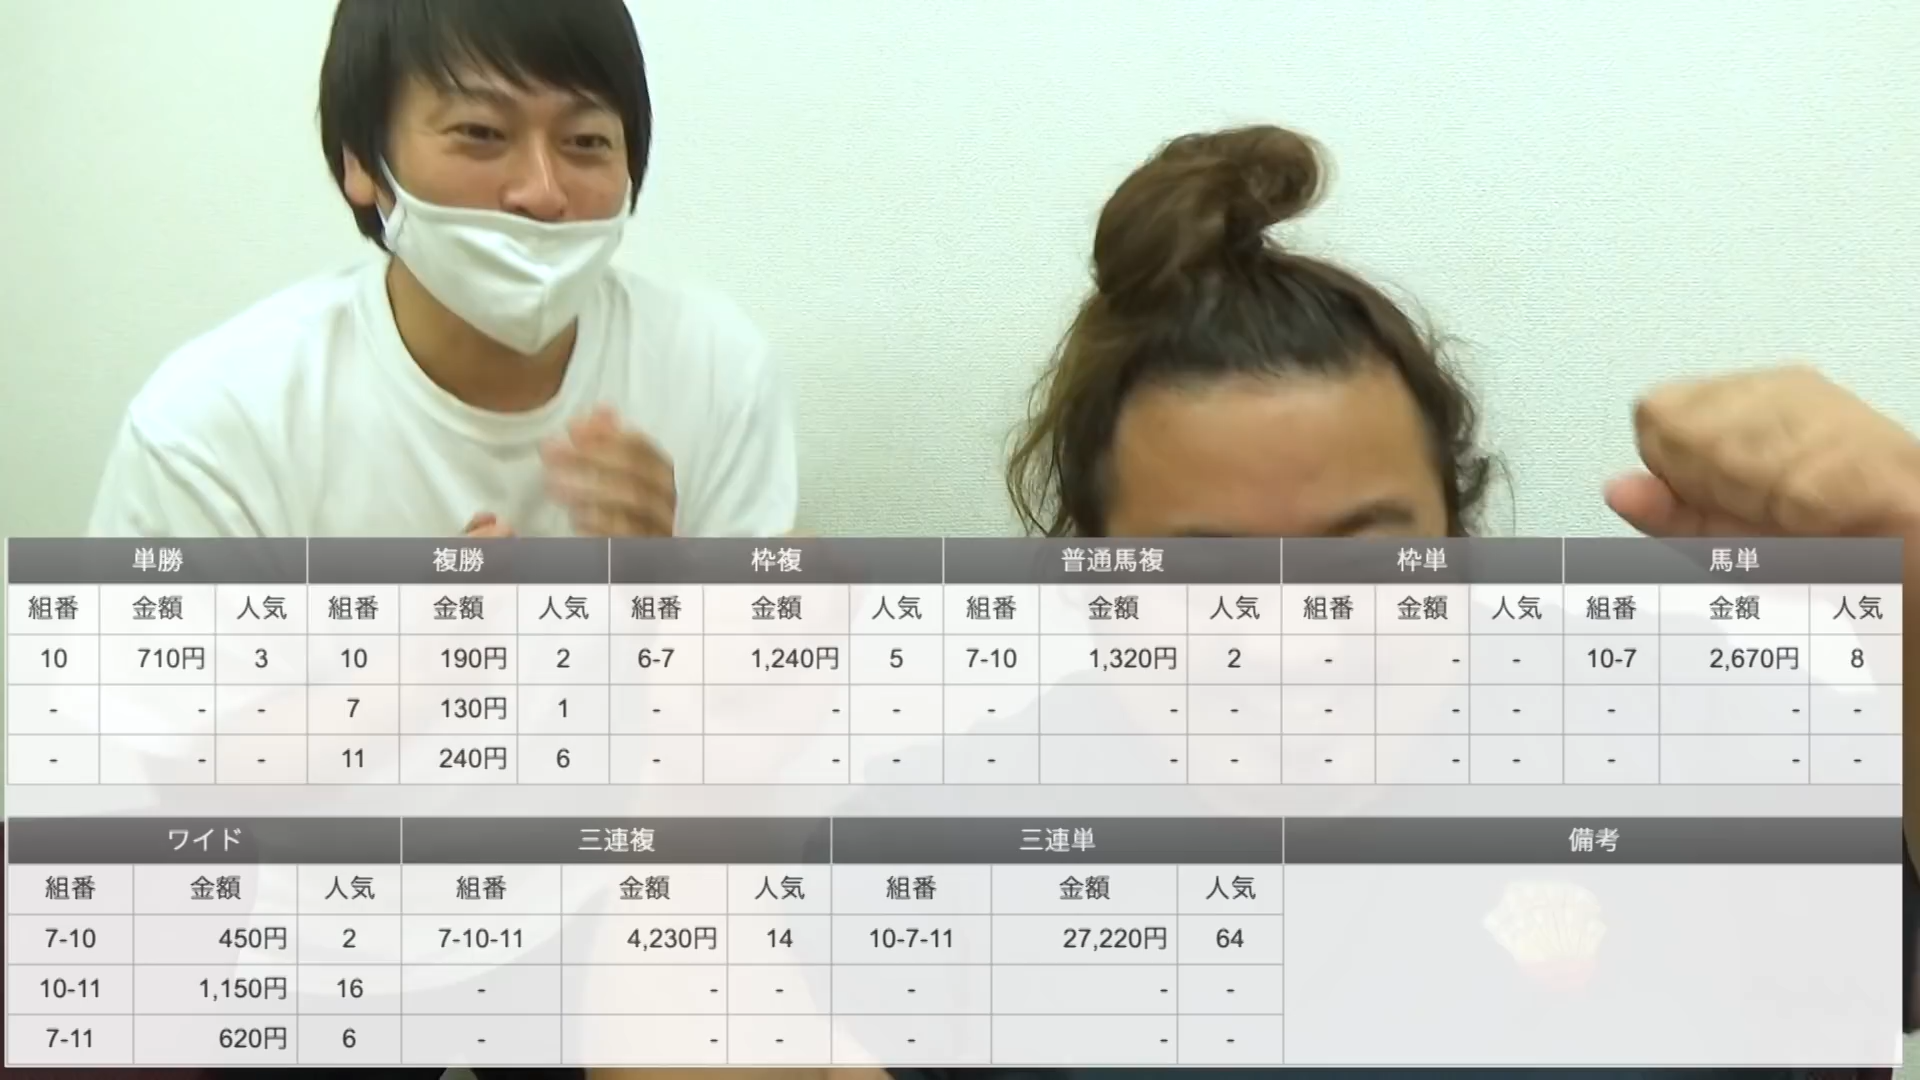 単勝 複勝 枠複 普通馬複 枠単 馬単
組番 金額 人気 組番 金額 人気 組番 金額 人気 組番 金額 人気 組番 金額 人気 組番 金額 人気
10 710円 3 10 190円 2 6-7 1,240円 5 7-10 1,320円 2 - - - 10-7 2,670円 8
- - - 7 130円 1 - - - - - - - - - - - -
- - - 11 240円 6 - - - - - - - - - - - -
ワイド 三連複 三連単 備考
組番 金額 人気 組番 金額 人気 組番 金額 人気
7-10 450円 2 7-10-11 4,230円 14 10-7-11 27,220円 64
10-11 1,150円 16 - - - - - -
7-11 620円 6 - - - - - -